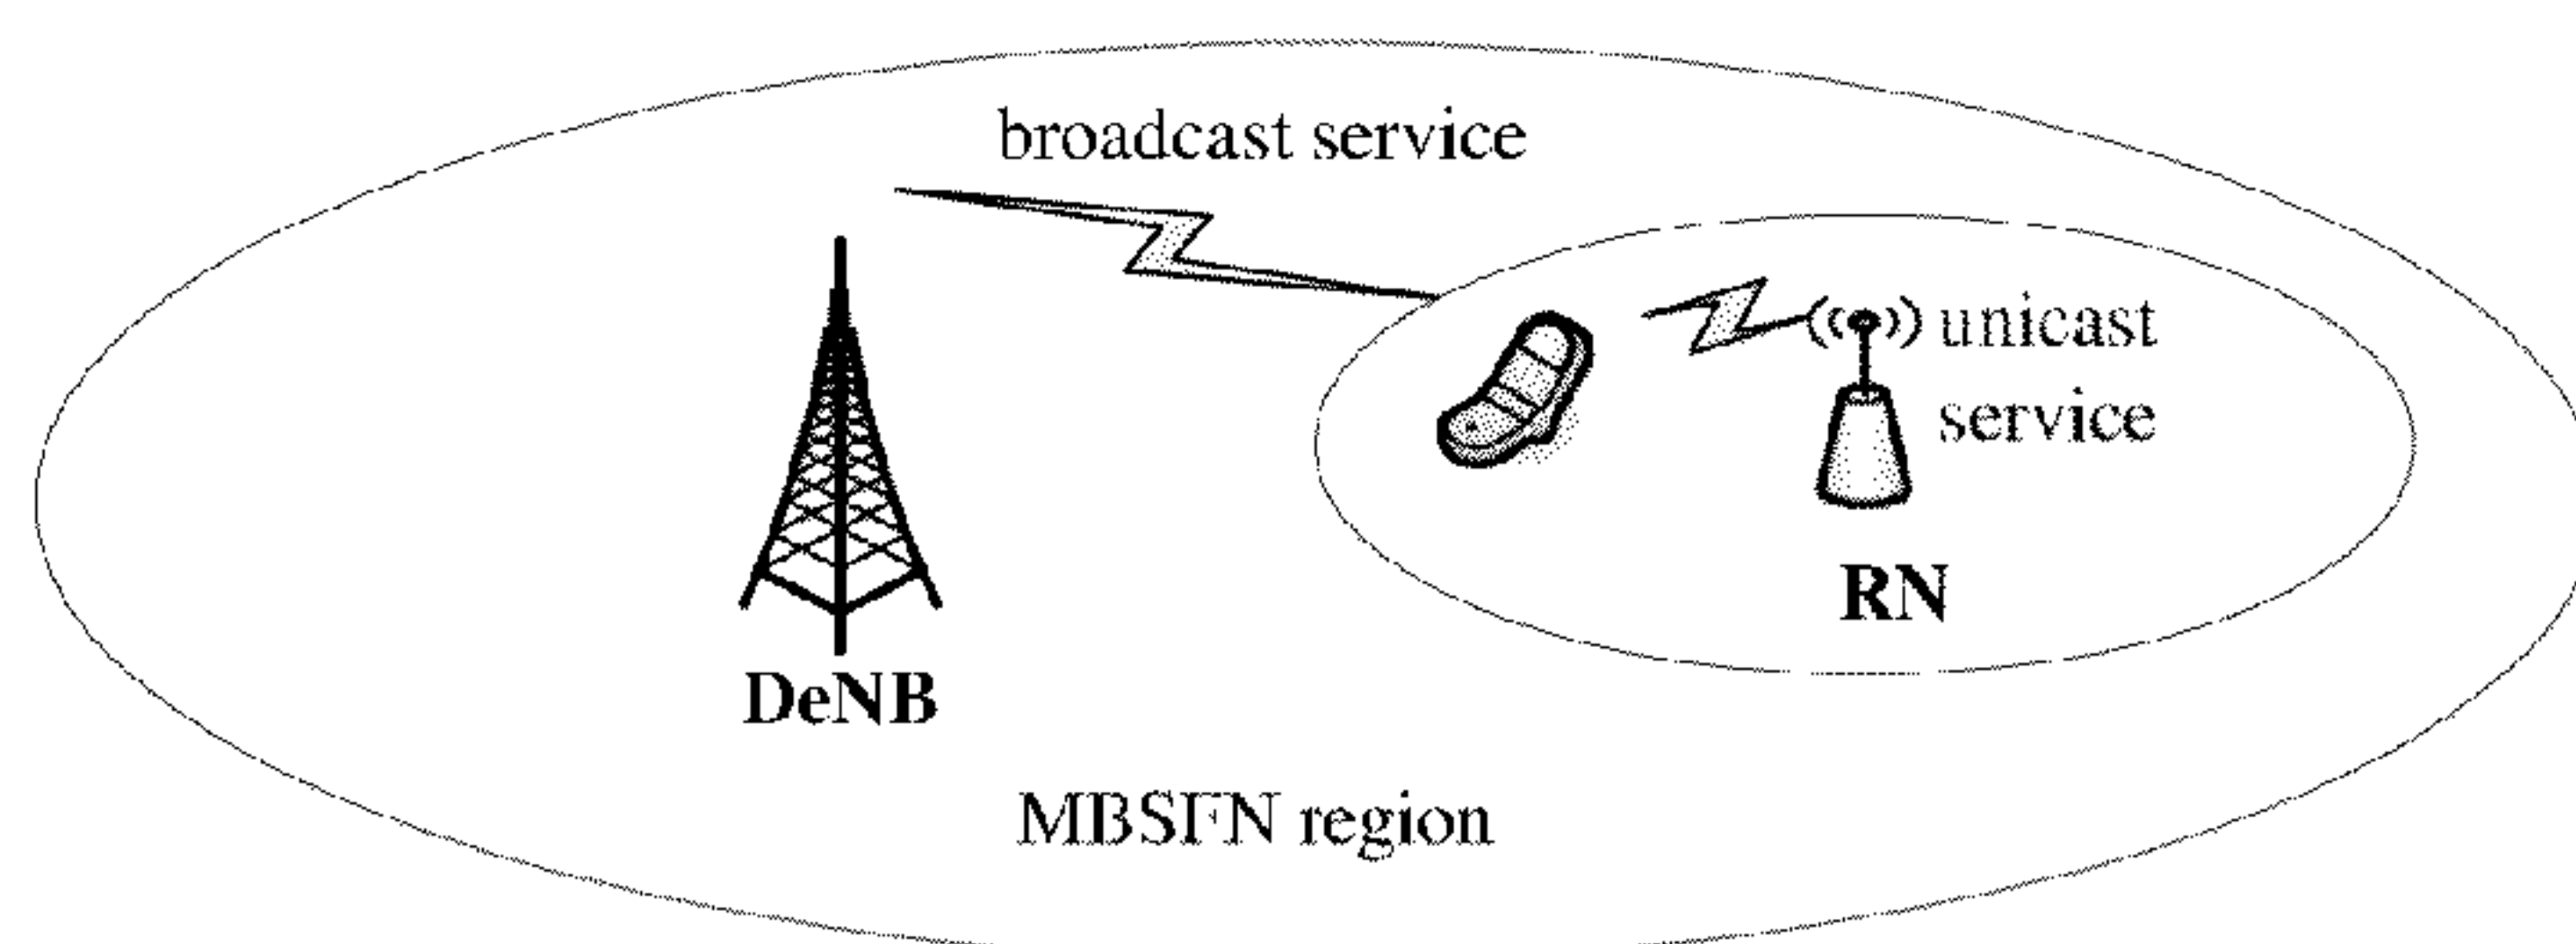 broadcast service
unicast
service
RN
DeNB
MBSFN region